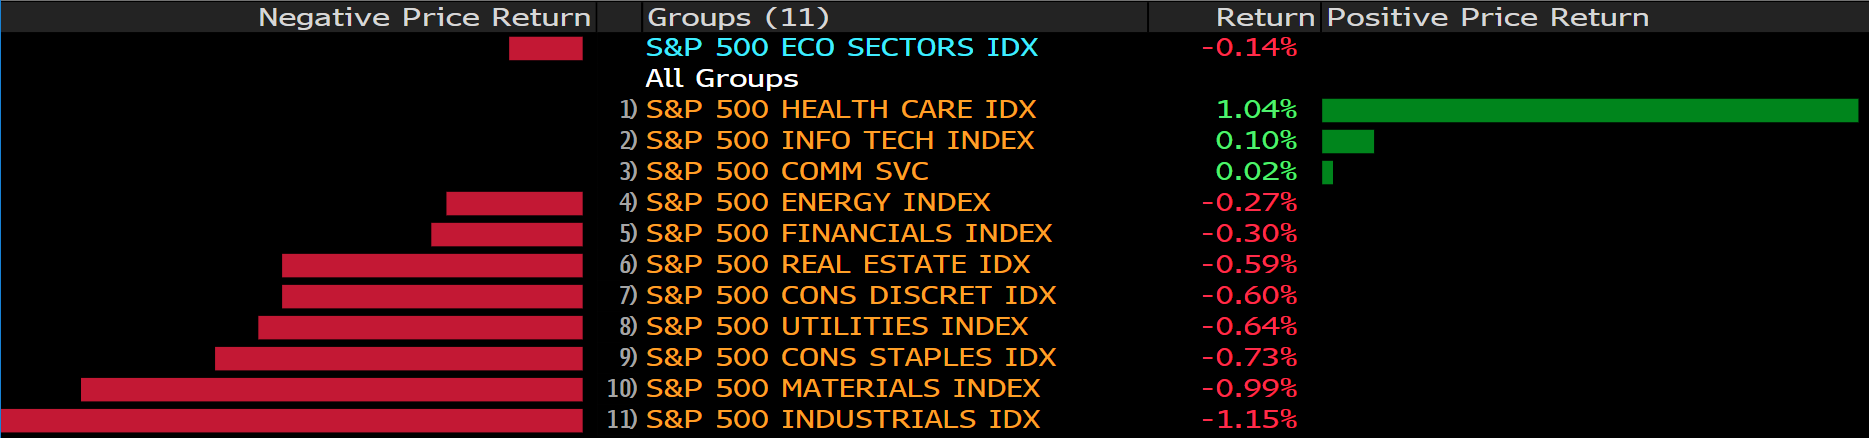 Negative Price Return Groups (11) Return Positive Price Return
S&P 500 ECO SECTORS IDX -0.14%
All Groups
1) S&P 500 HEALTH CARE IDX 1.04%
2) S&P 500 INFO TECH INDEX 0.10%
3) S&P 500 COMM SVC 0.02%
4) S&P 500 ENERGY INDEX -0.27%
5) S&P 500 FINANCIALS INDEX -0.30%
6) S&P 500 REAL ESTATE IDX -0.59%
7) S&P 500 CONS DISCRET IDX -0.60%
8) S&P 500 UTILITIES INDEX -0.64%
9) S&P 500 CONS STAPLES IDX -0.73%
10) S&P 500 MATERIALS INDEX -0.99%
11) S&P 500 INDUSTRIALS IDX -1.15%